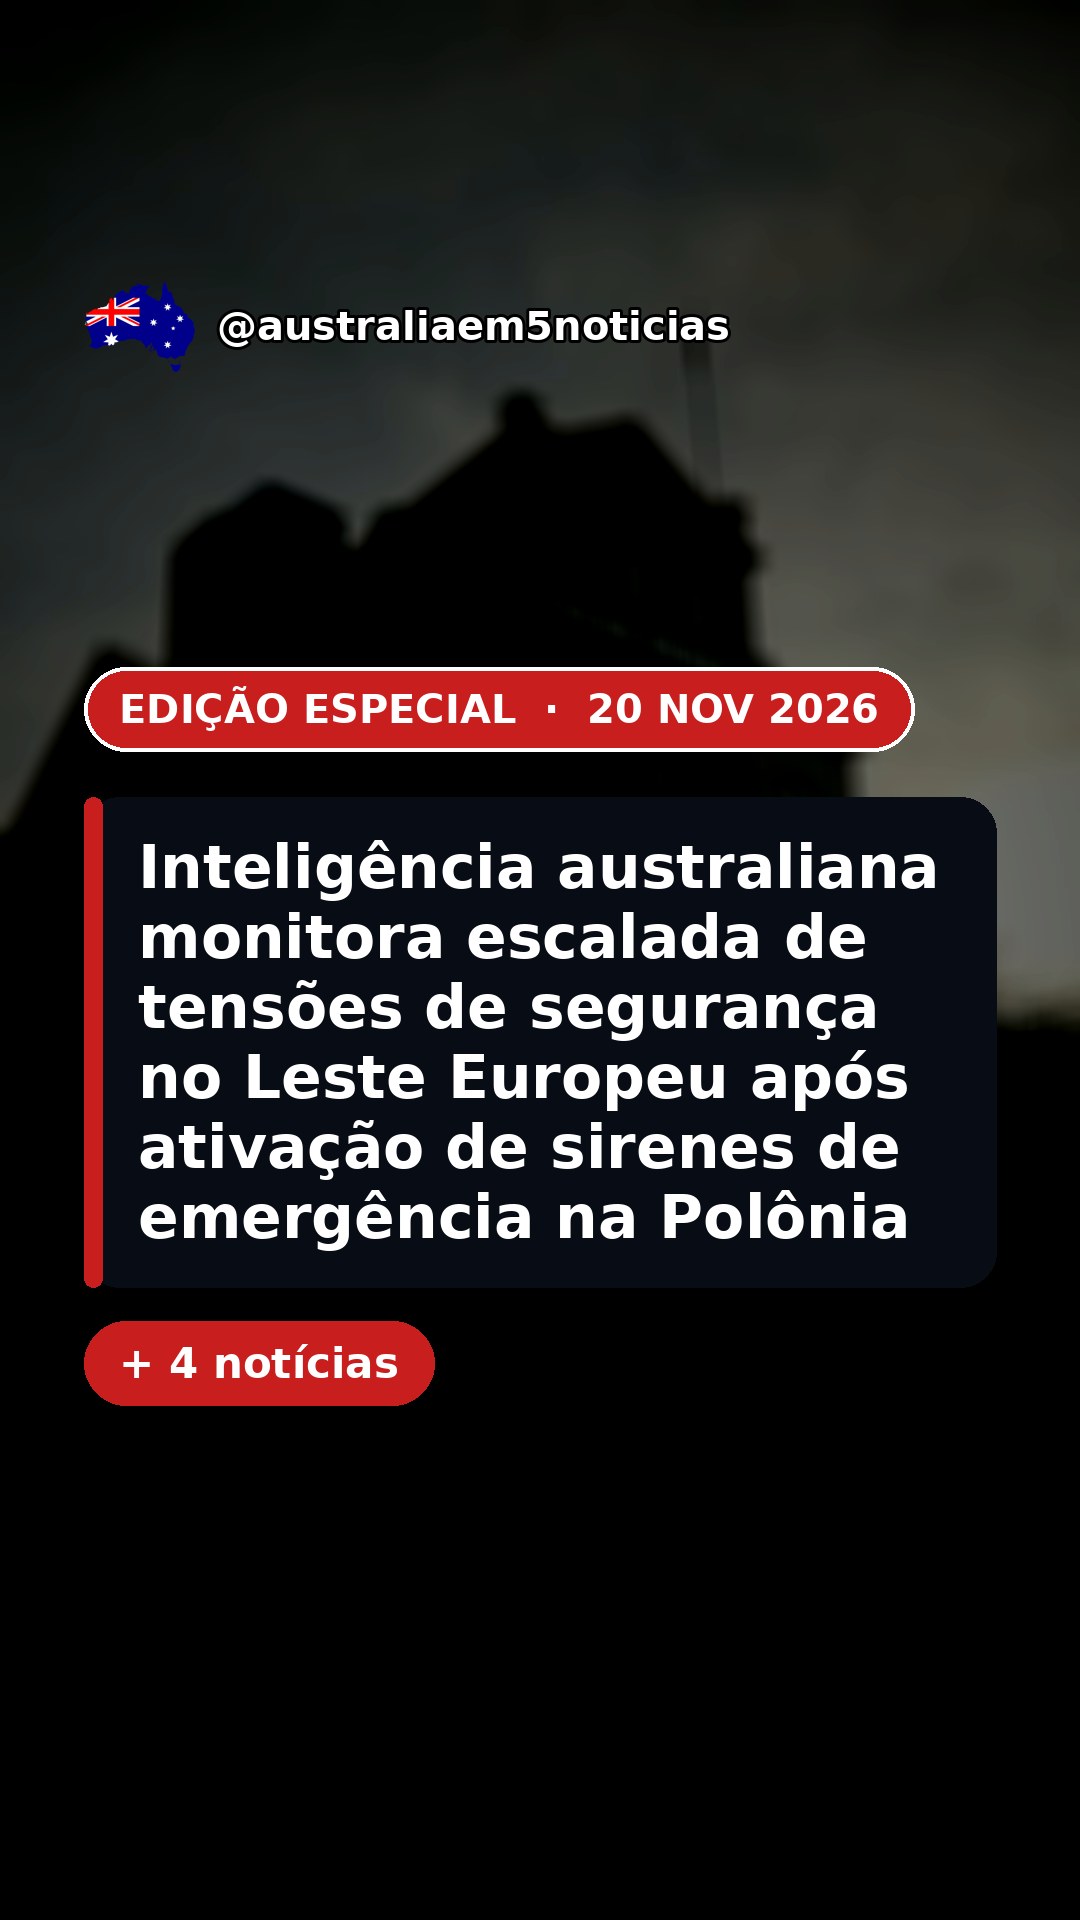 @australiaem5noticias
EDIÇÃO ESPECIAL · 20 NOV 2026
Inteligência australiana
monitora escalada de
tensões de segurança
no Leste Europeu após
ativação de sirenes de
emergência na Polônia
+ 4 notícias